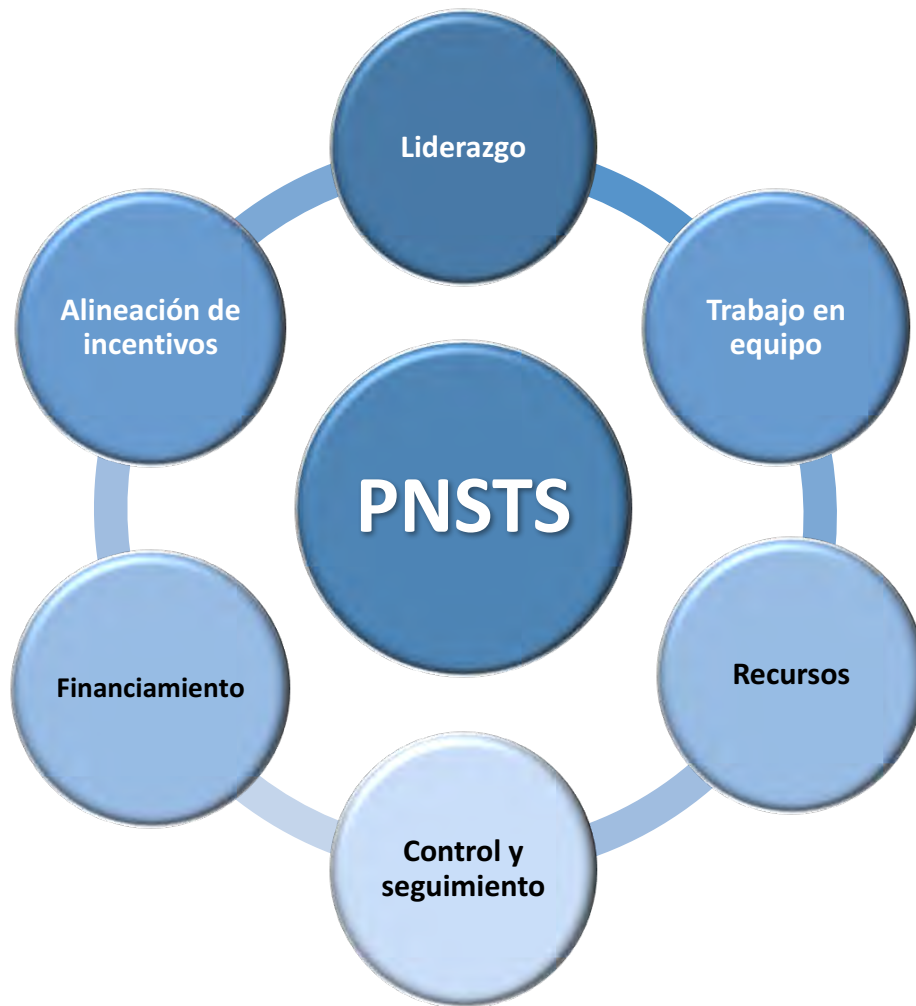 Liderazgo
Trabajo en
equipo
Recursos
Control y
seguimiento
Financiamiento
Alineación de
incentivos
PNSTS